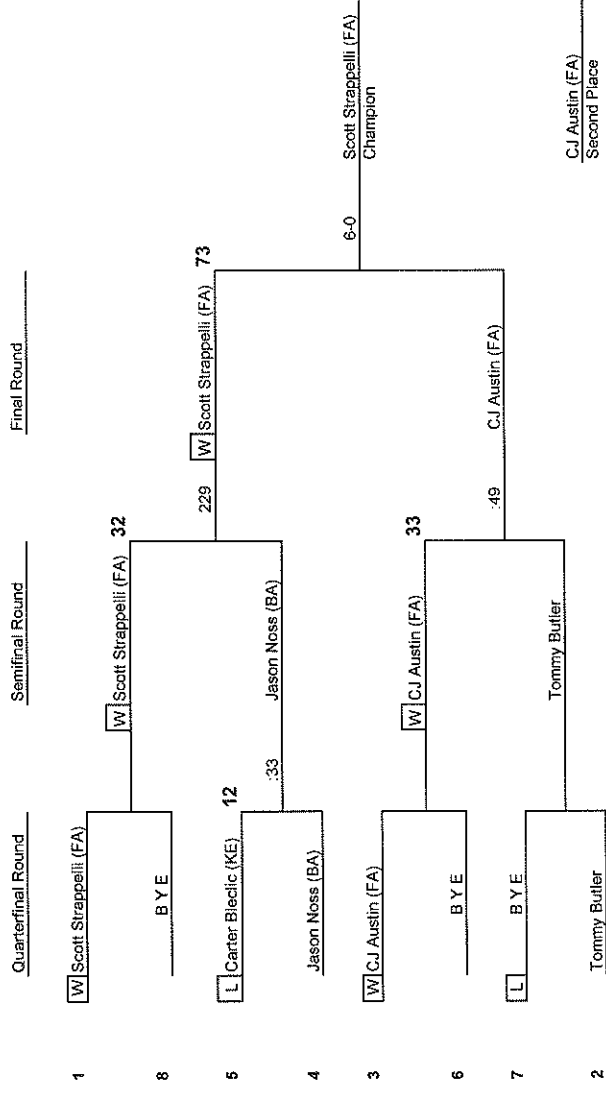 Quarterfinal Round
Semifinal Round
Final Round
1
W Scott Strappelli (FA)
8
B Y E
5
L Carter Bleclic (KE)
4
Jason Noss (BA)
3
W CJ Austin (FA)
6
B Y E
7
L B Y E
2
Tommy Butler
12
:33
W Scott Strappelli (FA)
32
Jason Noss (BA)
W CJ Austin (FA)
33
Tommy Butler
229
W Scott Strappelli (FA)
73
:49
CJ Austin (FA)
6-0
Scott Strappelli (FA)
Champion
CJ Austin (FA)
Second Place